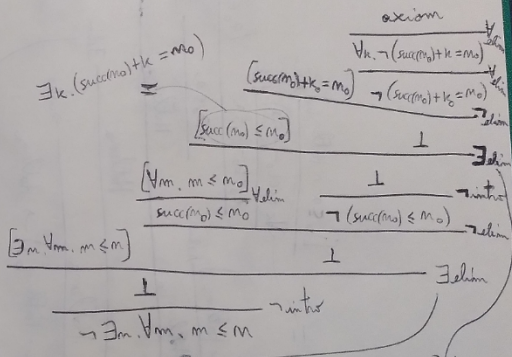 axiom
∀elim
∀k. ¬(succ(m₀)+k = m₀)
∀elim
∃k. (succ(m₀)+k = m₀)
[succ(m₀)+k₀ = m₀]
¬(succ(m₀)+k₀ = m₀)
¬elim
=
[succ(m₀) ≤ m₀]
⊥
∃elim
[∀m. m ≤ m₀]
∀elim
⊥
¬intro
succ(m₀) ≤ m₀
¬(succ(m₀) ≤ m₀)
¬elim
[∃n. ∀m. m ≤ n]
⊥
∃elim
⊥
¬intro
¬∃n. ∀m. m ≤ n